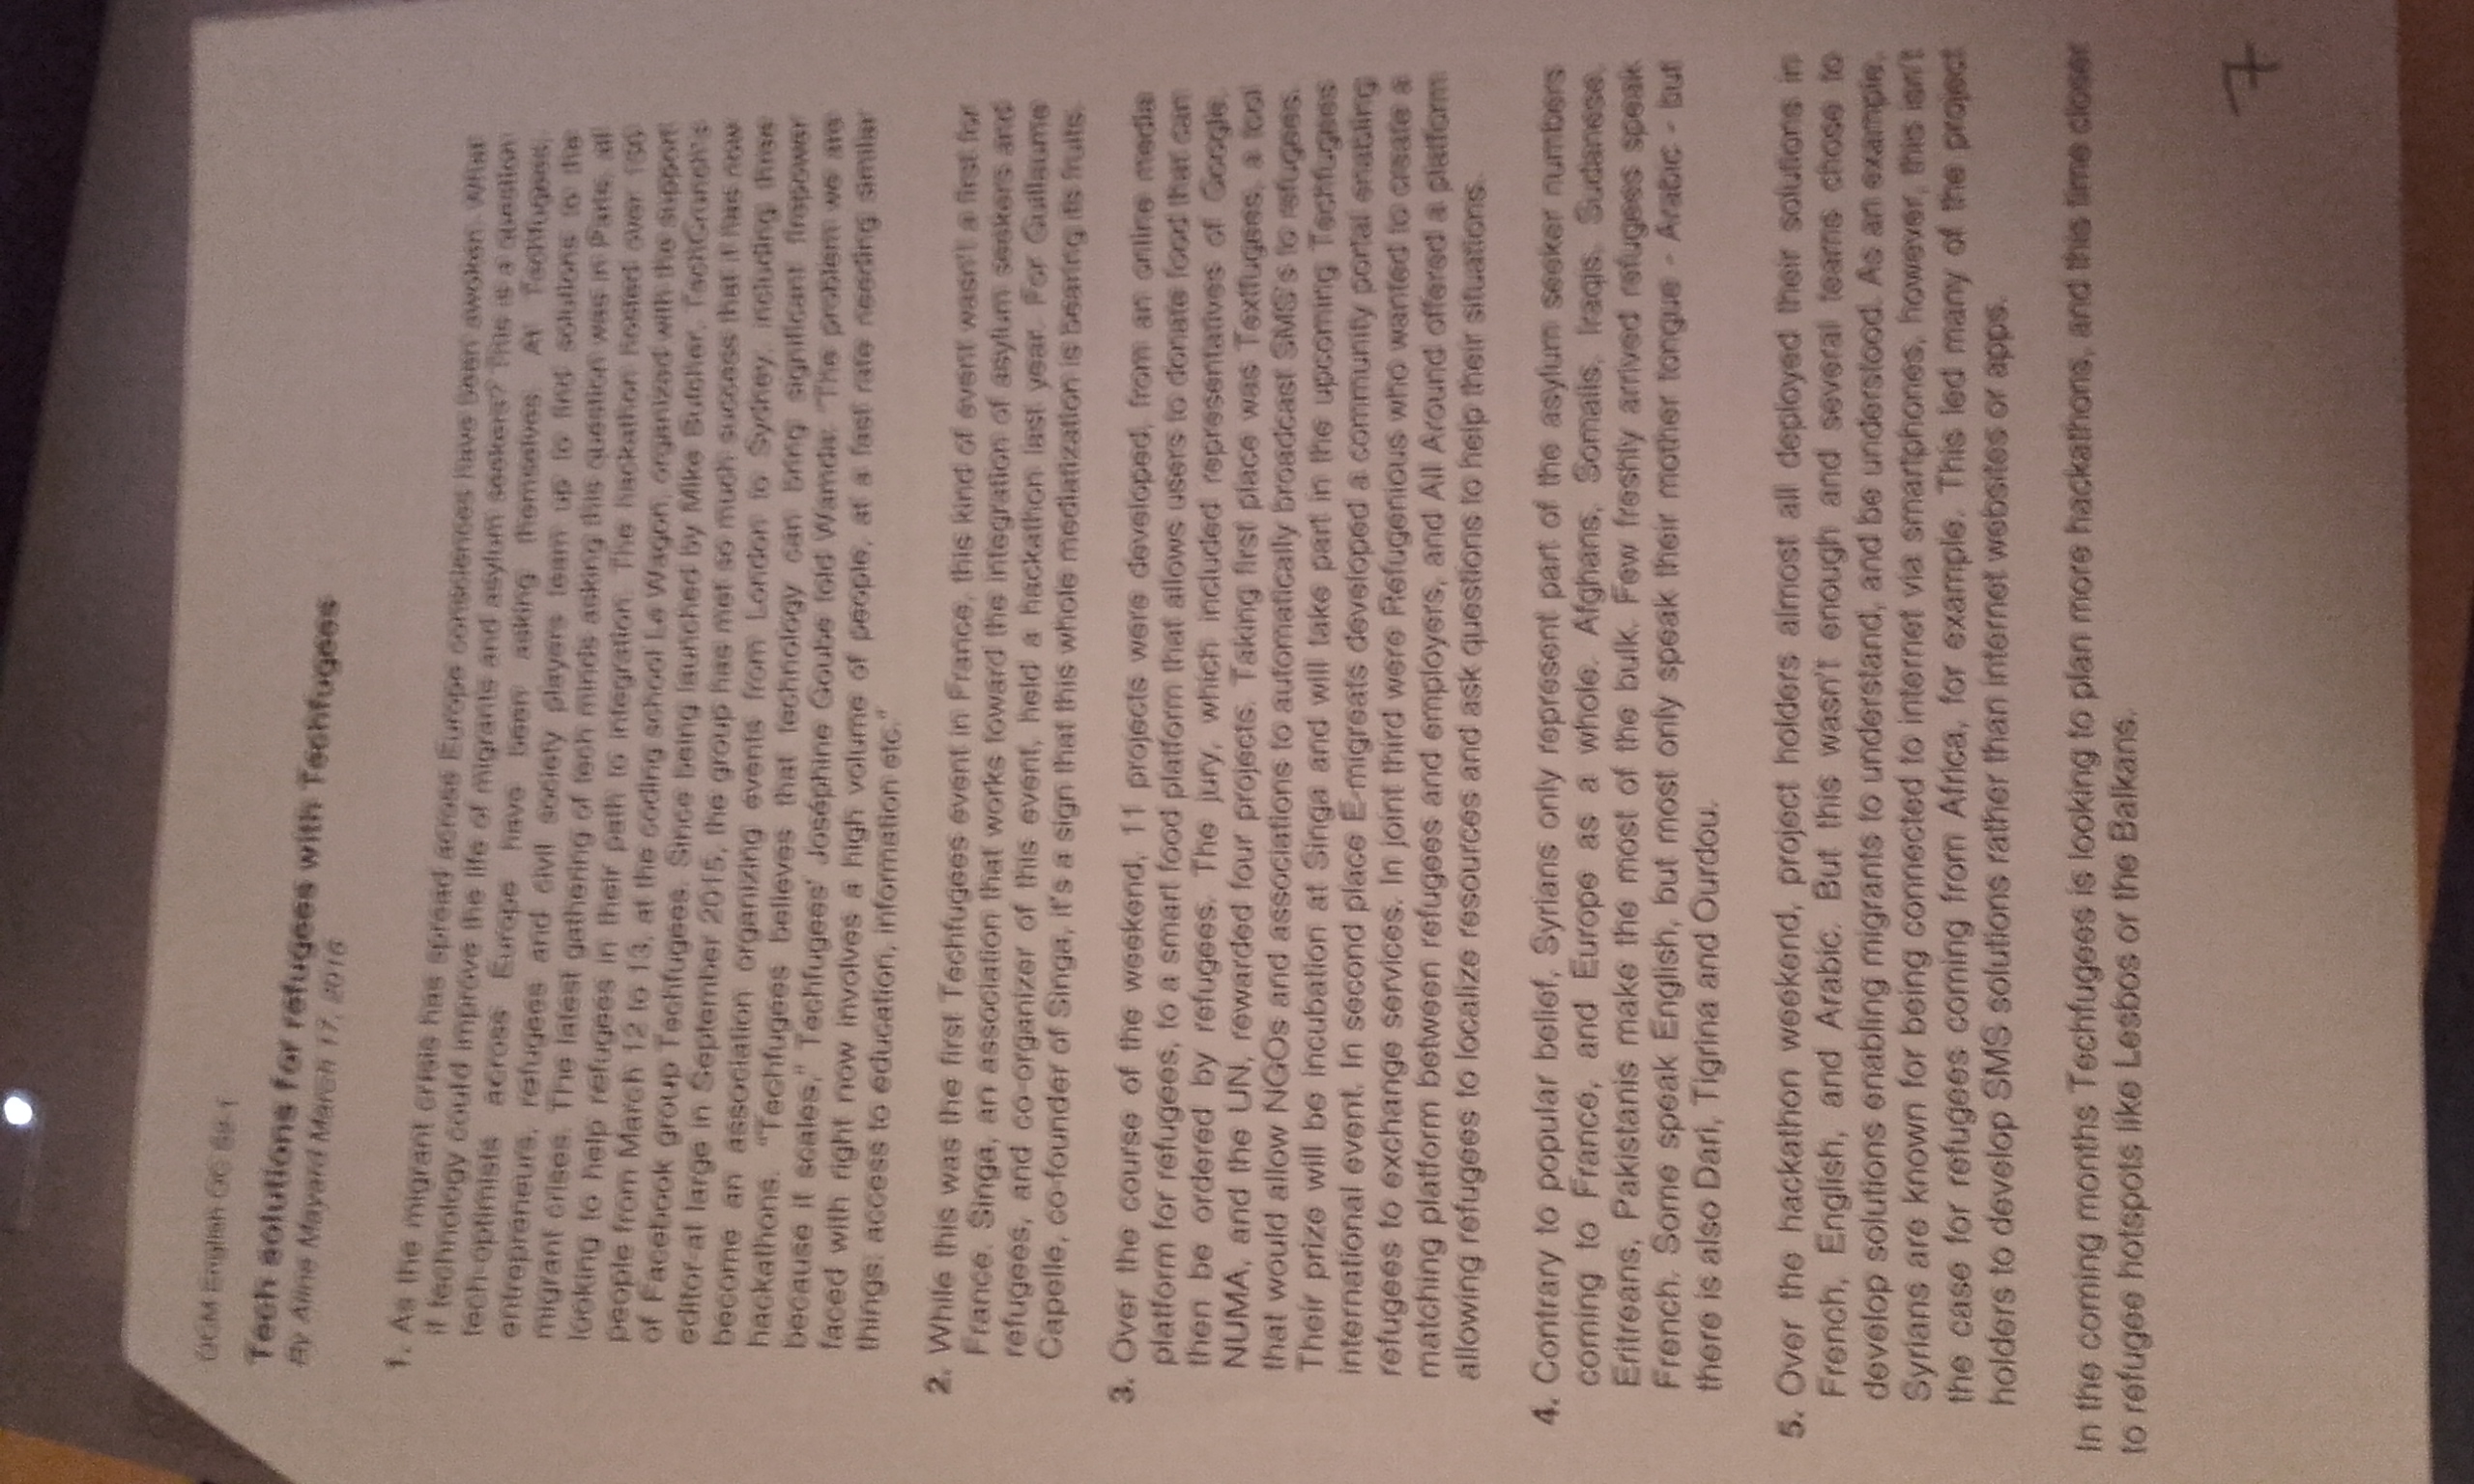 QCM English OC S9-1
Tech solutions for refugees with Techfugees
By Aline Mayard March 17, 2016
1. As the migrant crisis has spread across Europe consciences have been awoken. What
if technology could improve the life of migrants and asylum seekers? This is a question
tech-optimists across Europe have been asking themselves. At Techfugees,
entrepreneurs, refugees and civil society players team up to find solutions to the
migrant crises. The latest gathering of tech minds asking this question was in Paris, all
looking to help refugees in their path to integration. The hackathon hosted over
people from March 12 to 13, at the coding school Le Wagon, organized with the support
of Facebook group Techfugees. Since being launched by Mike Butcher, TechCrunch's
editor-at large in September 2015, the group has met so much success that it has now
become an association organizing events from London to Sydney, including three
hackathons. "Techfugees believes that technology can bring significant firepower
because it scales," Techfugees' Joséphine Goube told Wamda. "The problem we are
faced with right now involves a high volume of people, at a fast rate needing similar
things: access to education, information etc."
2. While this was the first Techfugees event in France, this kind of event wasn't a first for
France. Singa, an association that works toward the integration of asylum seekers and
refugees, and co-organizer of this event, held a hackathon last year. For Guillaume
Capelle, co-founder of Singa, it's a sign that this whole mediatization is bearing its fruits.
3. Over the course of the weekend, 11 projects were developed, from an online media
platform for refugees, to a smart food platform that allows users to donate food that can
then be ordered by refugees. The jury, which included representatives of Google,
NUMA, and the UN, rewarded four projects. Taking first place was Textfugees, a tool
that would allow NGOs and associations to automatically broadcast SMS's to refugees.
Their prize will be incubation at Singa and will take part in the upcoming Techfugees
international event. In second place E-migreats developed a community portal enabling
refugees to exchange services. In joint third were Refugenious who wanted to create a
matching platform between refugees and employers, and All Around offered a platform
allowing refugees to localize resources and ask questions to help their situations.
4. Contrary to popular belief, Syrians only represent part of the asylum seeker numbers
coming to France, and Europe as a whole. Afghans, Somalis, Iraqis, Sudanese,
Eritreans, Pakistanis make the most of the bulk. Few freshly arrived refugees speak
French. Some speak English, but most only speak their mother tongue - Arabic - but
there is also Dari, Tigrina and Ourdou.
5. Over the hackathon weekend, project holders almost all deployed their solutions in
French, English, and Arabic. But this wasn't enough and several teams chose to
develop solutions enabling migrants to understand, and be understood. As an example,
Syrians are known for being connected to internet via smartphones, however, this isn't
the case for refugees coming from Africa, for example. This led many of the project
holders to develop SMS solutions rather than internet websites or apps.
In the coming months Techfugees is looking to plan more hackathons, and this time closer
to refugee hotspots like Lesbos or the Balkans.
7